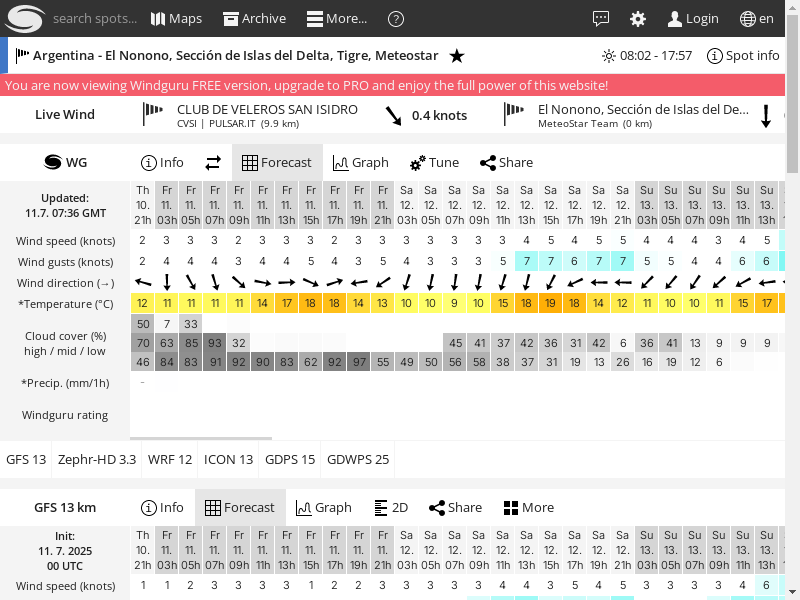 search spots... Maps Archive More... ? Login en
Argentina - El Nonono, Sección de Islas del Delta, Tigre, Meteostar ★ 08:02 - 17:57 Spot info
You are now viewing Windguru FREE version, upgrade to PRO and enjoy the full power of this website!
Live Wind
CLUB DE VELEROS SAN ISIDRO
CVSI | PULSAR.IT (9.9 km)
0.4 knots
El Nonono, Sección de Islas del De...
MeteoStar Team (0 km)
WG Info Forecast Graph Tune Share
Updated:
11.7. 07:36 GMT
Th Fr Fr Fr Fr Fr Fr Fr Fr Fr Fr Sa Sa Sa Sa Sa Sa Sa Sa Sa Sa Su Su Su Su Su Su
10. 11. 11. 11. 11. 11. 11. 11. 11. 11. 11. 12. 12. 12. 12. 12. 12. 12. 12. 12. 12. 13. 13. 13. 13. 13. 13.
21h 03h 05h 07h 09h 11h 13h 15h 17h 19h 21h 03h 05h 07h 09h 11h 13h 15h 17h 19h 21h 03h 05h 07h 09h 11h 13h
Wind speed (knots) 2 3 3 3 2 3 3 3 2 3 3 3 3 3 3 3 4 5 4 5 5 4 4 4 3 4 5
Wind gusts (knots) 2 4 4 4 3 4 4 5 4 3 5 4 3 3 3 5 7 7 6 7 7 5 5 4 4 6 6
Wind direction (→)
*Temperature (°C) 12 11 11 11 11 14 17 18 18 14 13 10 10 9 10 15 18 19 18 14 12 11 10 10 11 15 17
Cloud cover (%)
high / mid / low
50 7 33
70 63 85 93 32 45 41 37 42 36 31 42 6 36 41 13 9 9 9
46 84 83 91 92 90 83 62 92 97 55 49 50 56 58 38 37 31 19 13 26 16 19 12 6
*Precip. (mm/1h) -
Windguru rating
GFS 13 Zephr-HD 3.3 WRF 12 ICON 13 GDPS 15 GDWPS 25
GFS 13 km Info Forecast Graph 2D Share More
Init:
11. 7. 2025
00 UTC
Th Fr Fr Fr Fr Fr Fr Fr Fr Fr Fr Sa Sa Sa Sa Sa Sa Sa Sa Sa Sa Su Su Su Su Su Su
10. 11. 11. 11. 11. 11. 11. 11. 11. 11. 11. 12. 12. 12. 12. 12. 12. 12. 12. 12. 12. 13. 13. 13. 13. 13. 13.
21h 03h 05h 07h 09h 11h 13h 15h 17h 19h 21h 03h 05h 07h 09h 11h 13h 15h 17h 19h 21h 03h 05h 07h 09h 11h 13h
Wind speed (knots) 1 1 2 3 3 3 3 1 2 2 3 3 3 3 3 4 4 3 5 4 5 3 3 3 3 4 6